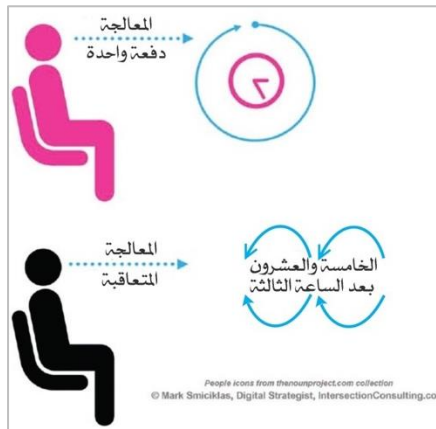 المعالجة
دفعة واحدة
المعالجة
المتعاقبة
الخامسة والعشرون
بعد الساعة الثالثة
People icons from thenounproject.com collection
© Mark Smiciklas, Digital Strategist, IntersectionConsulting.co